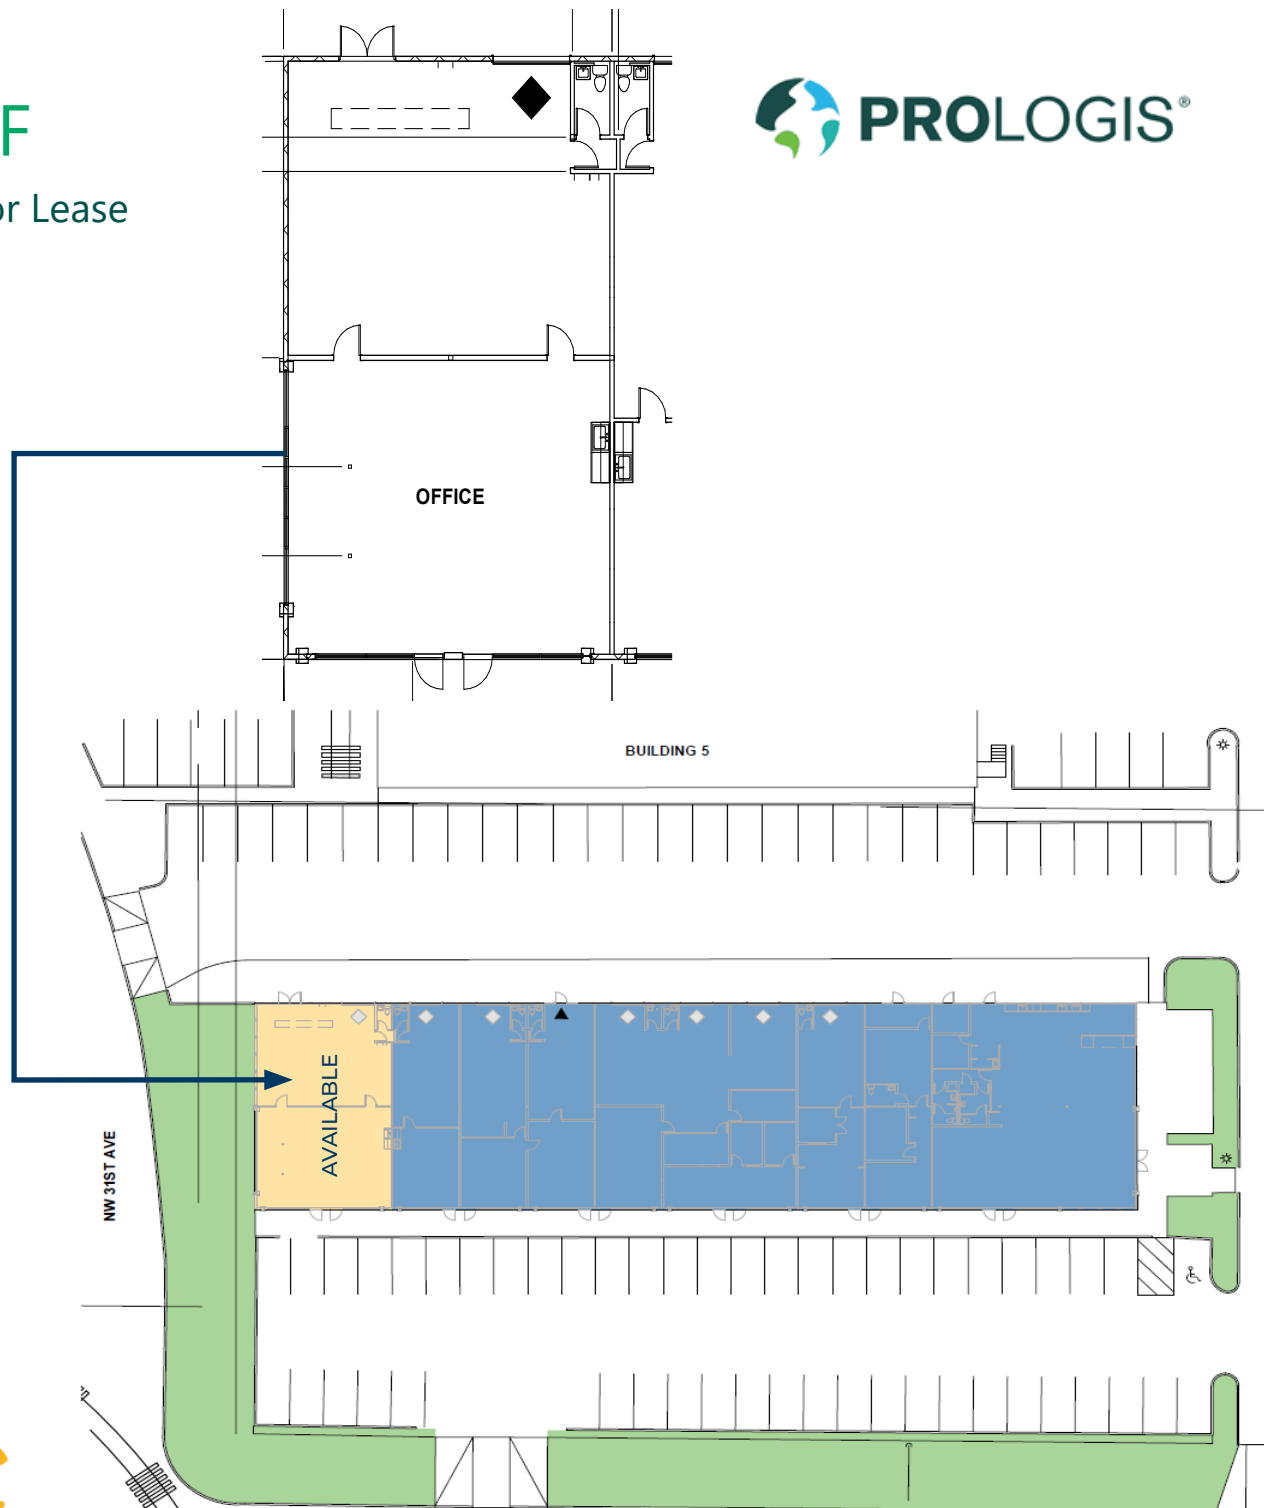 F
or Lease
PROLOGIS®
OFFICE
BUILDING 5
AVAILABLE
NW 31ST AVE